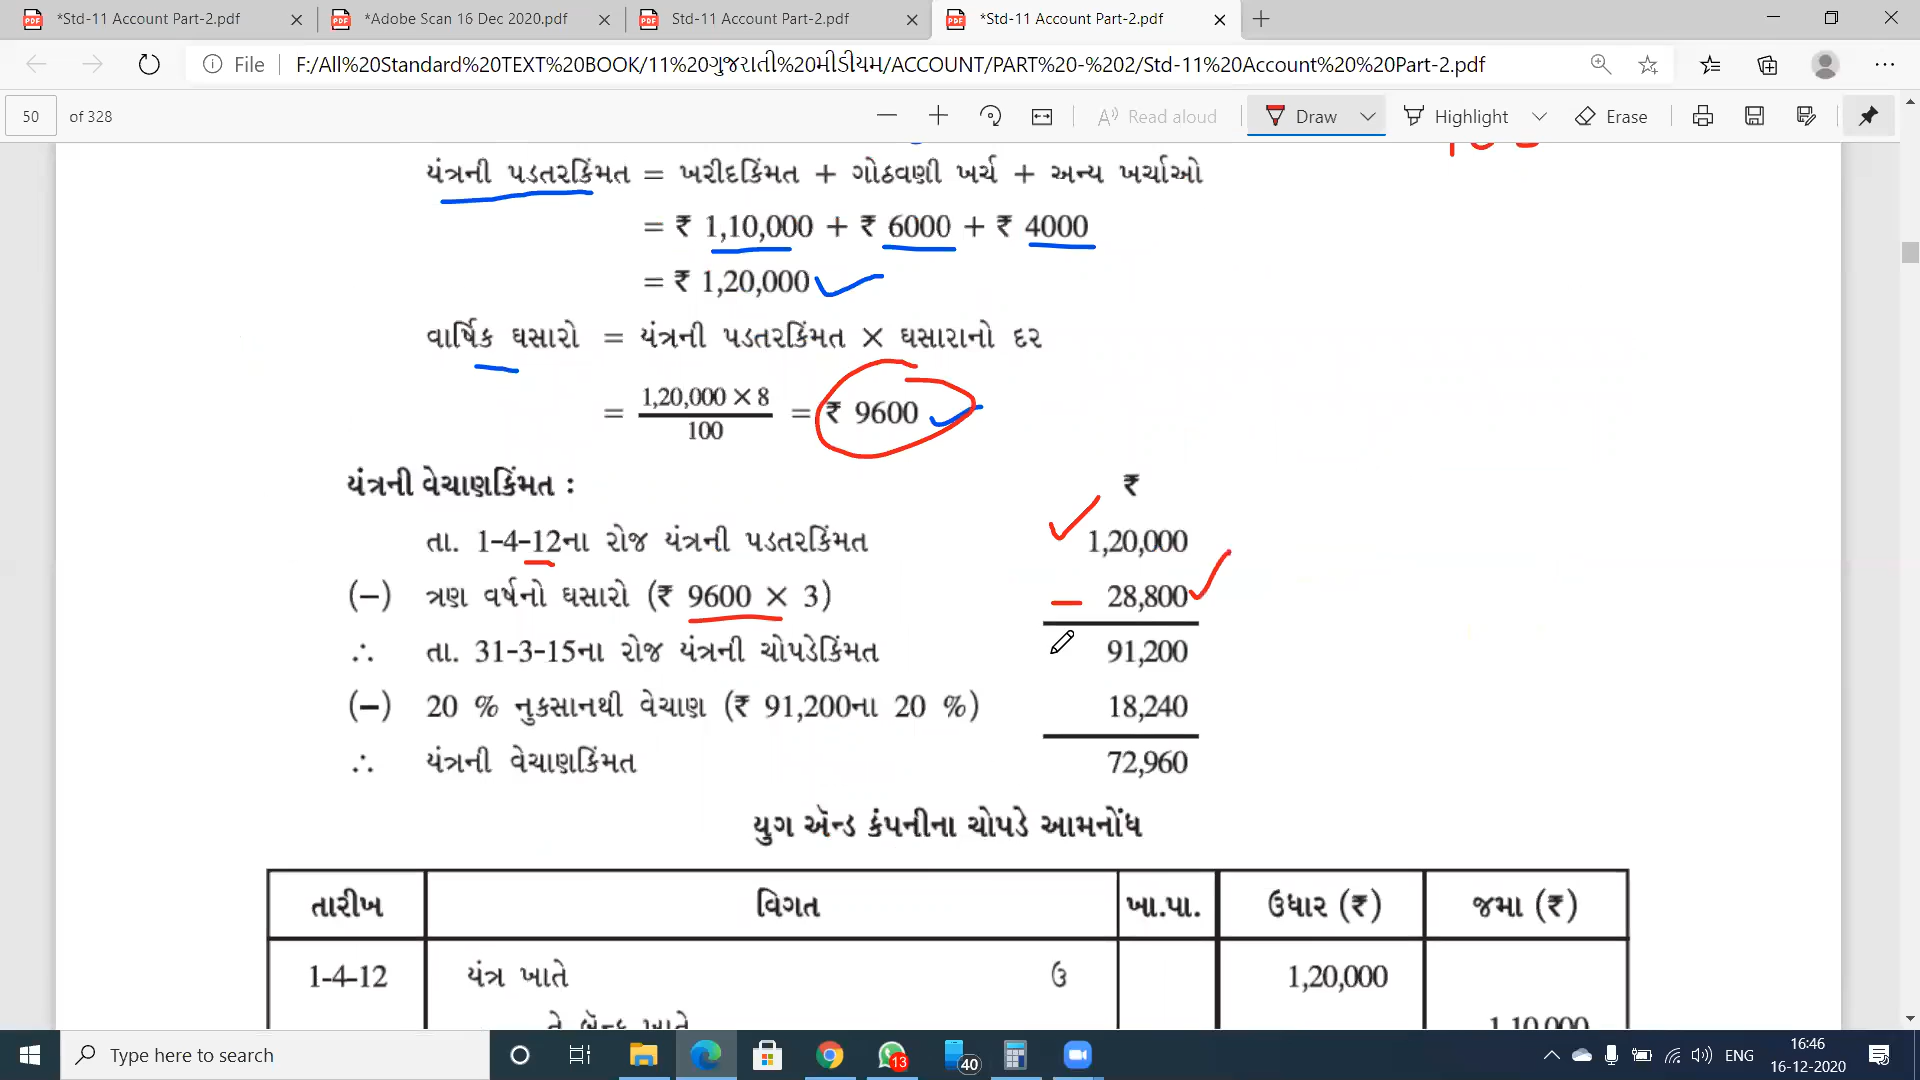 *Std-11 Account Part-2.pdf
*Adobe Scan 16 Dec 2020.pdf
Std-11 Account Part-2.pdf
*Std-11 Account Part-2.pdf
File
F:/All%20Standard%20TEXT%20BOOK/11%20ગુજરાતી%20મીડીયમ/ACCOUNT/PART%20-%202/Std-11%20Account%20%20Part-2.pdf
50 of 328
Read aloud
Draw
Highlight
Erase
યંત્રની પડતરકિંમત = ખરીદકિંમત + ગોઠવણી ખર્ચ + અન્ય ખર્ચાઓ
= ₹ 1,10,000 + ₹ 6000 + ₹ 4000
= ₹ 1,20,000
વાર્ષિક ઘસારો = યંત્રની પડતરકિંમત × ઘસારાનો દર
= 1,20,000 × 8 / 100 = ₹ 9600
યંત્રની વેચાણકિંમત : ₹
તા. 1-4-12ના રોજ યંત્રની પડતરકિંમત 1,20,000
(−) ત્રણ વર્ષનો ઘસારો (₹ 9600 × 3) 28,800
∴ તા. 31-3-15ના રોજ યંત્રની ચોપડેકિંમત 91,200
(−) 20 % નુકસાનથી વેચાણ (₹ 91,200ના 20 %) 18,240
∴ યંત્રની વેચાણકિંમત 72,960
યુગ ઍન્ડ કંપનીના ચોપડે આમનોંધ
તારીખ વિગત ખા.પા. ઉધાર (₹) જમા (₹)
1-4-12 યંત્ર ખાતે ઉ 1,20,000
તે બૅન્ક ખાતે 1,10,000
Type here to search
13
40
ENG
16:46
16-12-2020